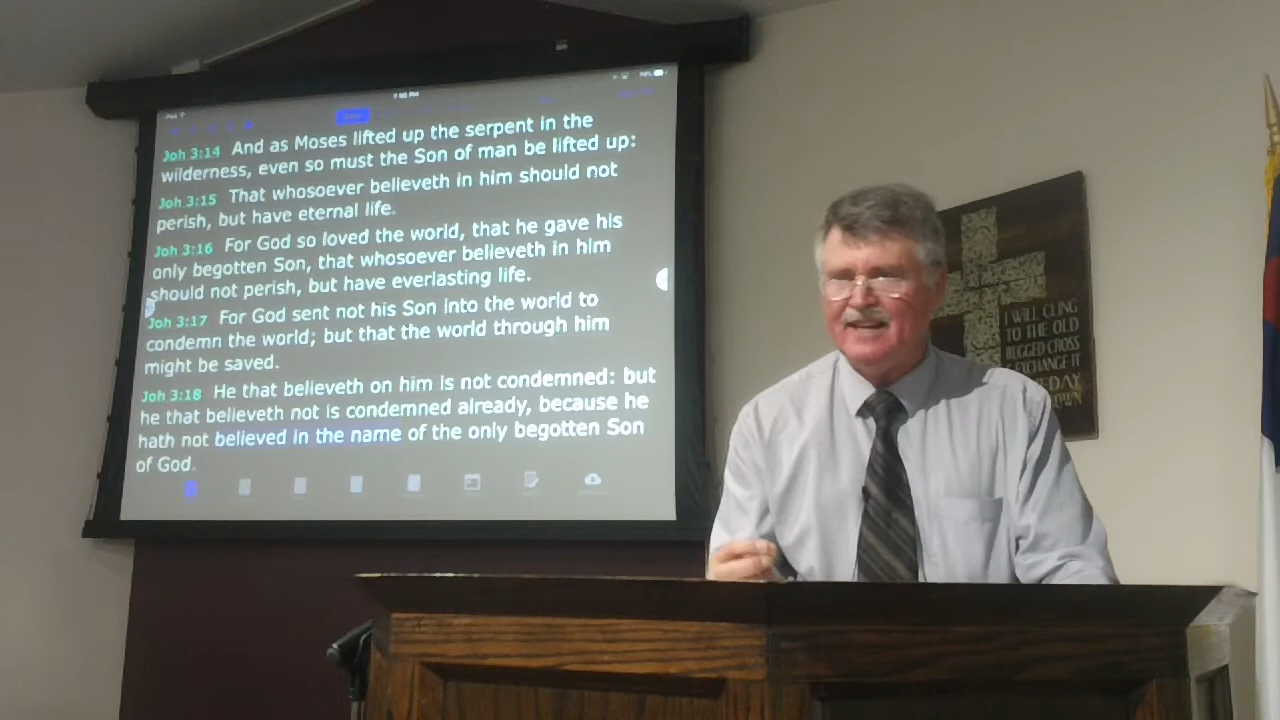 Joh 3:14 And as Moses lifted up the serpent in the
wilderness, even so must the Son of man be lifted up:
Joh 3:15 That whosoever believeth in him should not
perish, but have eternal life.
Joh 3:16 For God so loved the world, that he gave his
only begotten Son, that whosoever believeth in him
should not perish, but have everlasting life.
Joh 3:17 For God sent not his Son into the world to
condemn the world; but that the world through him
might be saved.
Joh 3:18 He that believeth on him is not condemned: but
he that believeth not is condemned already, because he
hath not believed in the name of the only begotten Son
of God.
I WILL CLING
TO THE OLD
RUGGED CROSS
EXCHANGE IT